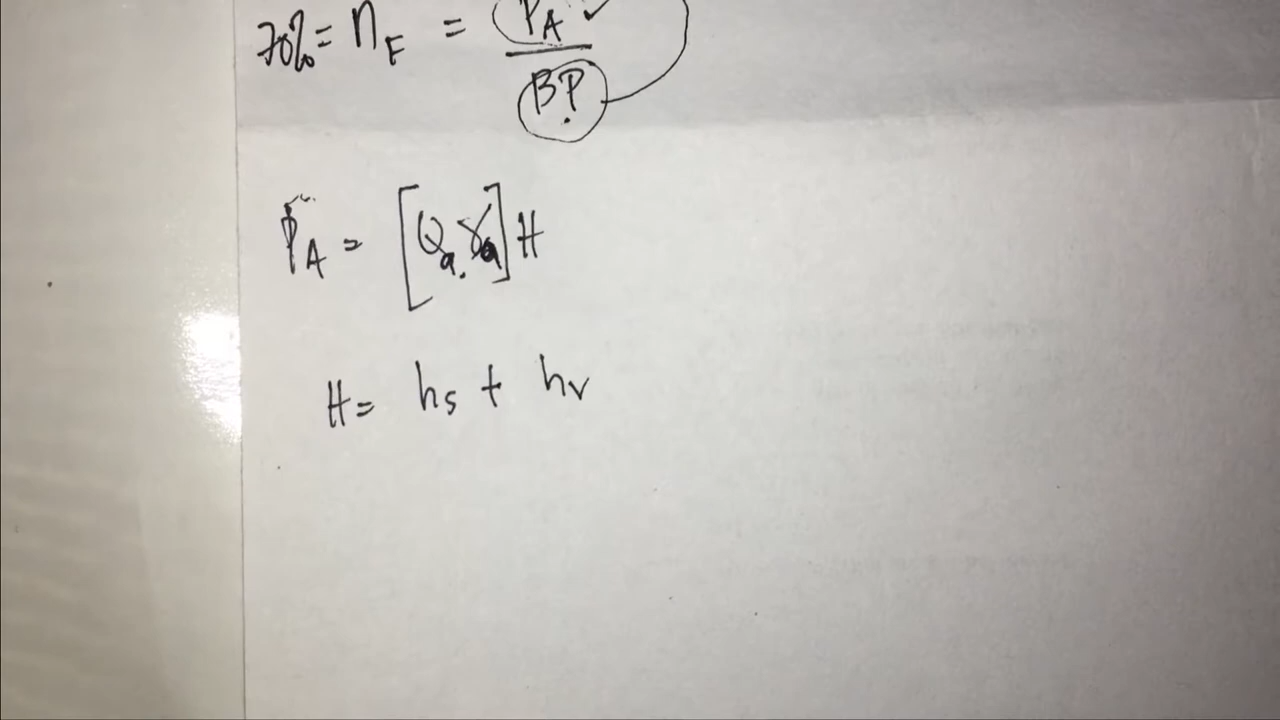 70% = η_F = P_A ✓ / BP?
P_A = [Q_a γ_a] H
H = h_s + h_v